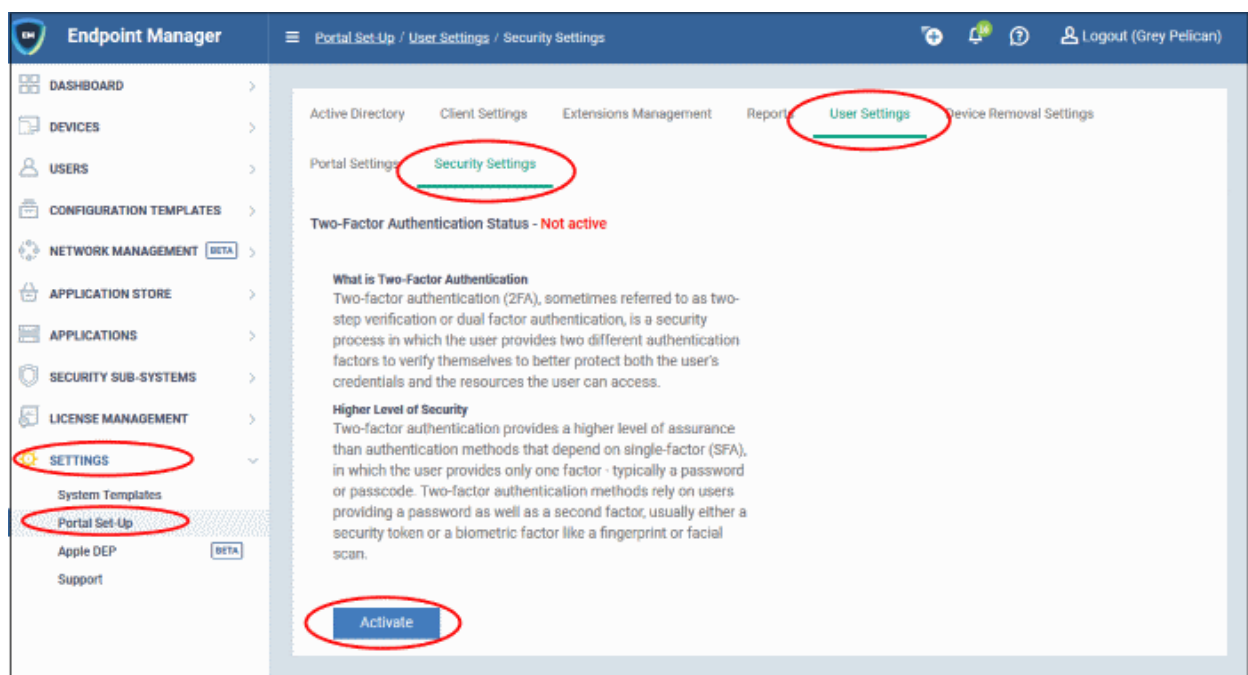 EM
Endpoint Manager
Portal Set-Up / User Settings / Security Settings
Logout (Grey Pelican)
DASHBOARD
DEVICES
USERS
CONFIGURATION TEMPLATES
NETWORK MANAGEMENT BETA
APPLICATION STORE
APPLICATIONS
SECURITY SUB-SYSTEMS
LICENSE MANAGEMENT
SETTINGS
System Templates
Portal Set-Up
Apple DEP BETA
Support
Active Directory Client Settings Extensions Management Reports User Settings Device Removal Settings
Portal Settings Security Settings
Two-Factor Authentication Status - Not active
What is Two-Factor Authentication
Two-factor authentication (2FA), sometimes referred to as two-
step verification or dual factor authentication, is a security
process in which the user provides two different authentication
factors to verify themselves to better protect both the user's
credentials and the resources the user can access.
Higher Level of Security
Two-factor authentication provides a higher level of assurance
than authentication methods that depend on single-factor (SFA),
in which the user provides only one factor - typically a password
or passcode. Two-factor authentication methods rely on users
providing a password as well as a second factor, usually either a
security token or a biometric factor like a fingerprint or facial
scan.
Activate